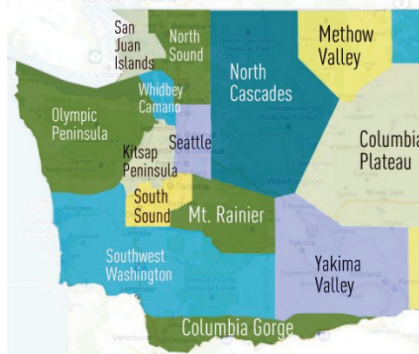 San
Juan
Islands
North
Sound
Methow
Valley
North
Cascades
Whidbey
Camano
Olympic
Peninsula
Seattle
Kitsap
Peninsula
Columbia
Plateau
South
Sound
Mt. Rainier
Southwest
Washington
Yakima
Valley
Columbia Gorge